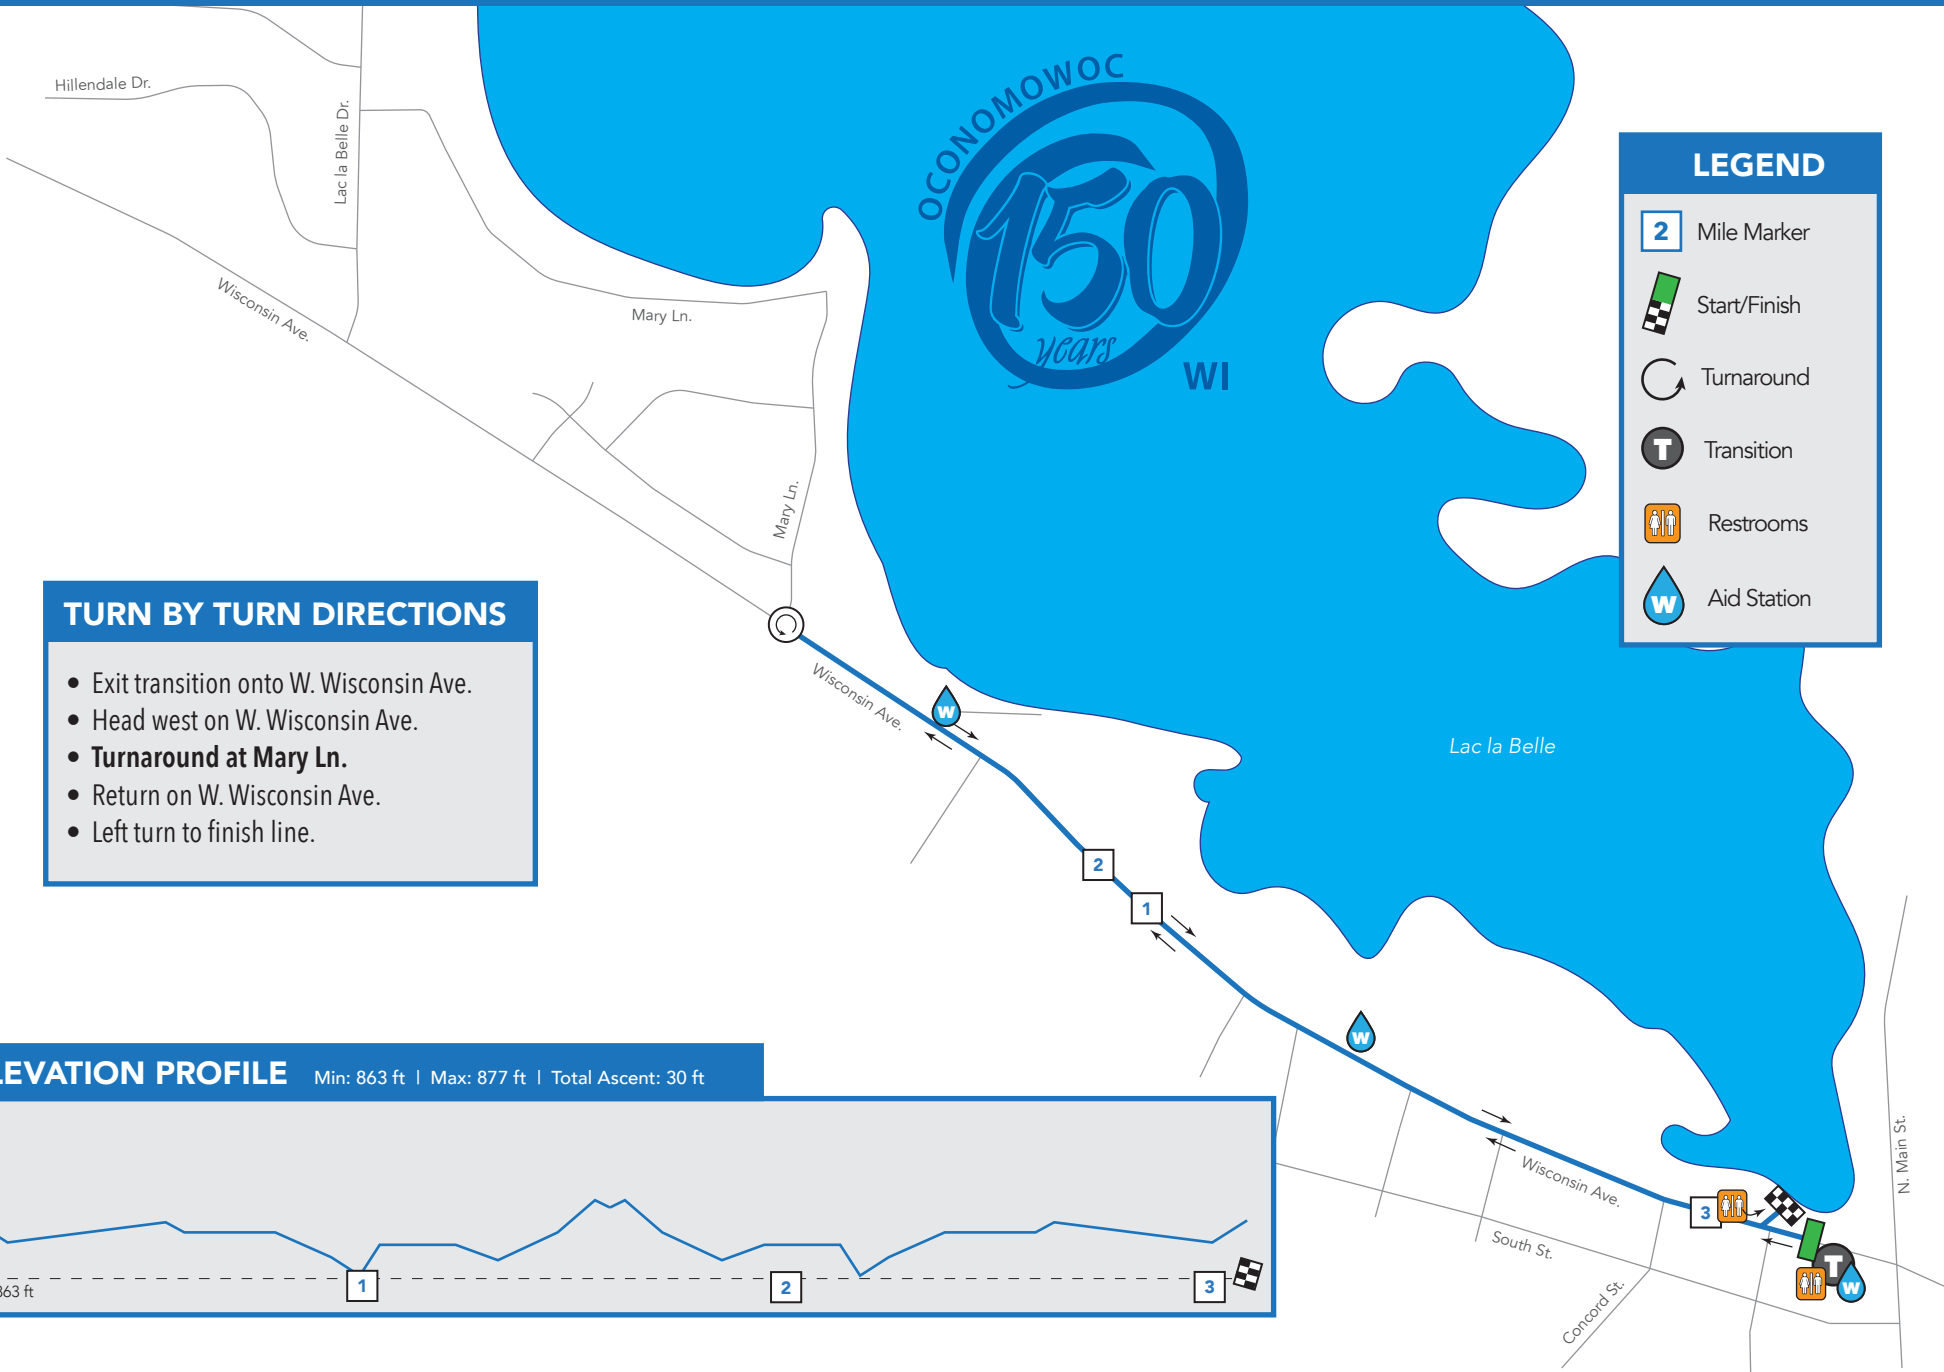 Hillendale Dr.
Lac la Belle Dr.
Wisconsin Ave.
Mary Ln.
Mary Ln.
OCONOMOWOC
150
years
WI
LEGEND
2 Mile Marker
Start/Finish
Turnaround
T Transition
Restrooms
W Aid Station
TURN BY TURN DIRECTIONS
• Exit transition onto W. Wisconsin Ave.
• Head west on W. Wisconsin Ave.
• Turnaround at Mary Ln.
• Return on W. Wisconsin Ave.
• Left turn to finish line.
Wisconsin Ave.
W
Lac la Belle
2
1
W
Wisconsin Ave.
3
South St.
Concord St.
N. Main St.
T
W
LEVATION PROFILE Min: 863 ft | Max: 877 ft | Total Ascent: 30 ft
863 ft
1
2
3